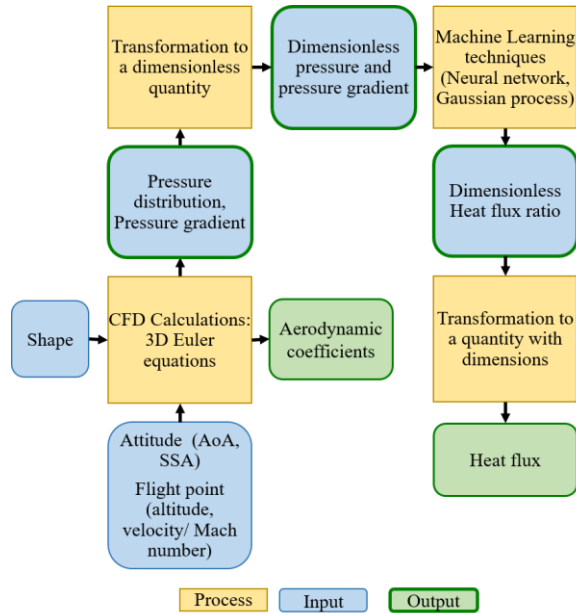 Transformation to
a dimensionless
quantity
Dimensionless
pressure and
pressure gradient
Machine Learning
techniques
(Neural network,
Gaussian process)
Pressure
distribution,
Pressure gradient
Dimensionless
Heat flux ratio
Shape
CFD Calculations:
3D Euler
equations
Aerodynamic
coefficients
Transformation to
a quantity with
dimensions
Attitude (AoA,
SSA)
Flight point
(altitude,
velocity/ Mach
number)
Heat flux
Process
Input
Output